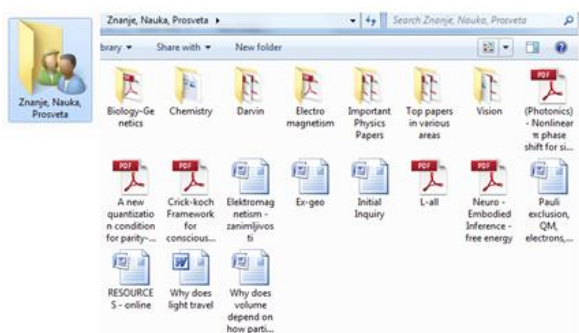 Znanje, Nauka,
Prosveta
Znanje, Nauka, Prosveta
Search Znanje, Nauka, Prosveta
brary
Share with
New folder
Biology-Ge
netics
Chemistry
Darvin
Electro
magnetism
Important
Physics
Papers
Top papers
in various
areas
Vision
PDF
(Photonics)
- Nonlinear
π phase
shift for si...
PDF
A new
quantizatio
n condition
for parity-...
PDF
Crick-koch
Framework
for
conscious...
Elektromag
netism -
zanimljivos
ti
Ex-geo
Initial
Inquiry
PDF
L-all
PDF
Neuro -
Embodied
Inference -
free energy
Pauli
exclusion,
QM,
electrons,...
RESOURCE
S - online
Why does
light travel
Why does
volume
depend on
how parti...